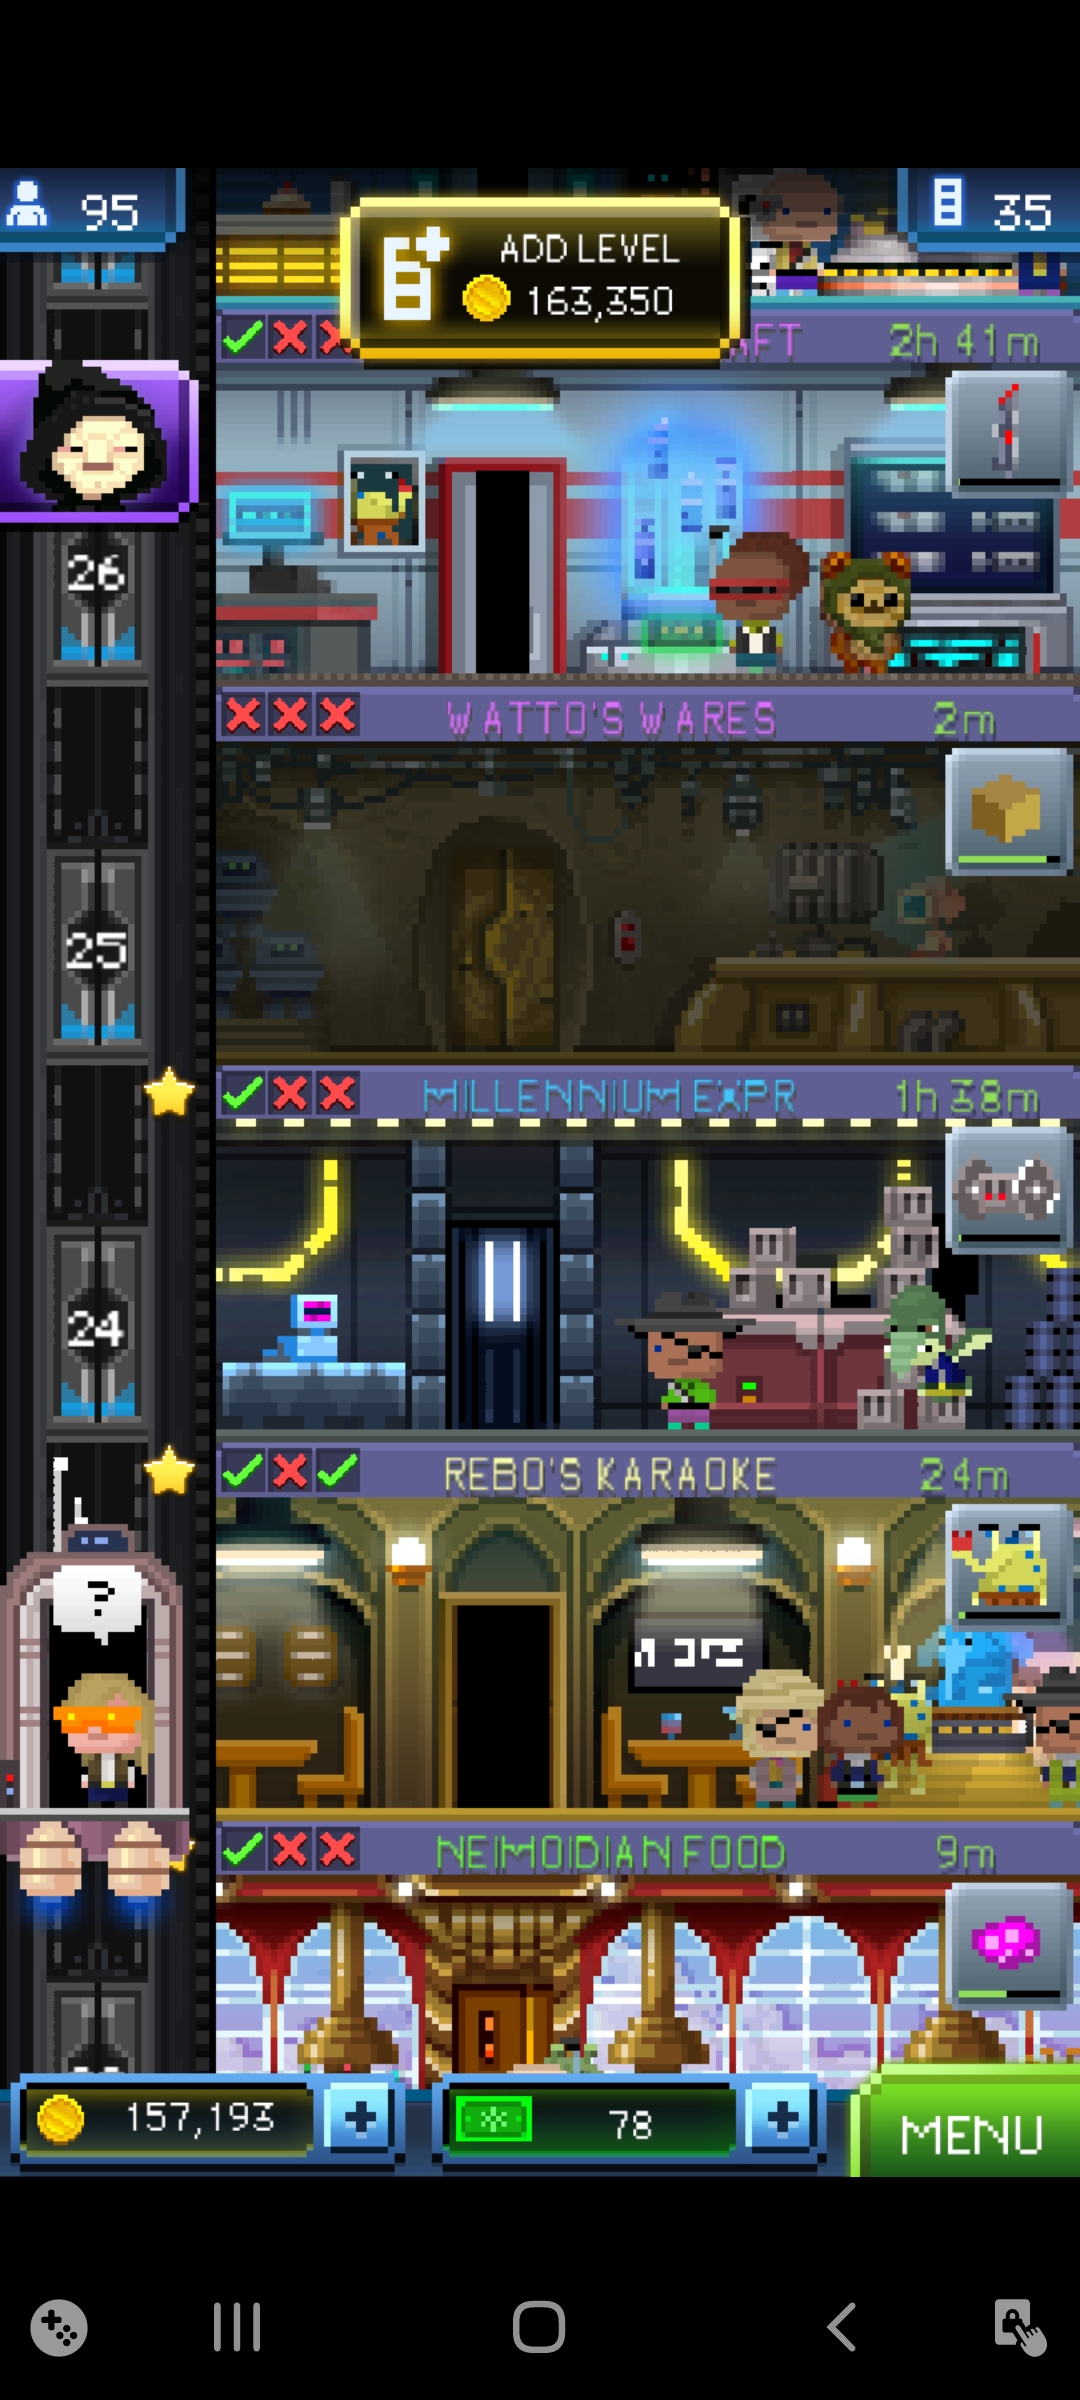 95
ADD LEVEL
163,350
35
2h 41m
26
WATTO'S WARES
2m
25
MILLENNIUM EXPR
1h 38m
24
REBO'S KARAOKE
24m
?
NEIMOIDIAN FOOD
9m
157,193
78
MENU